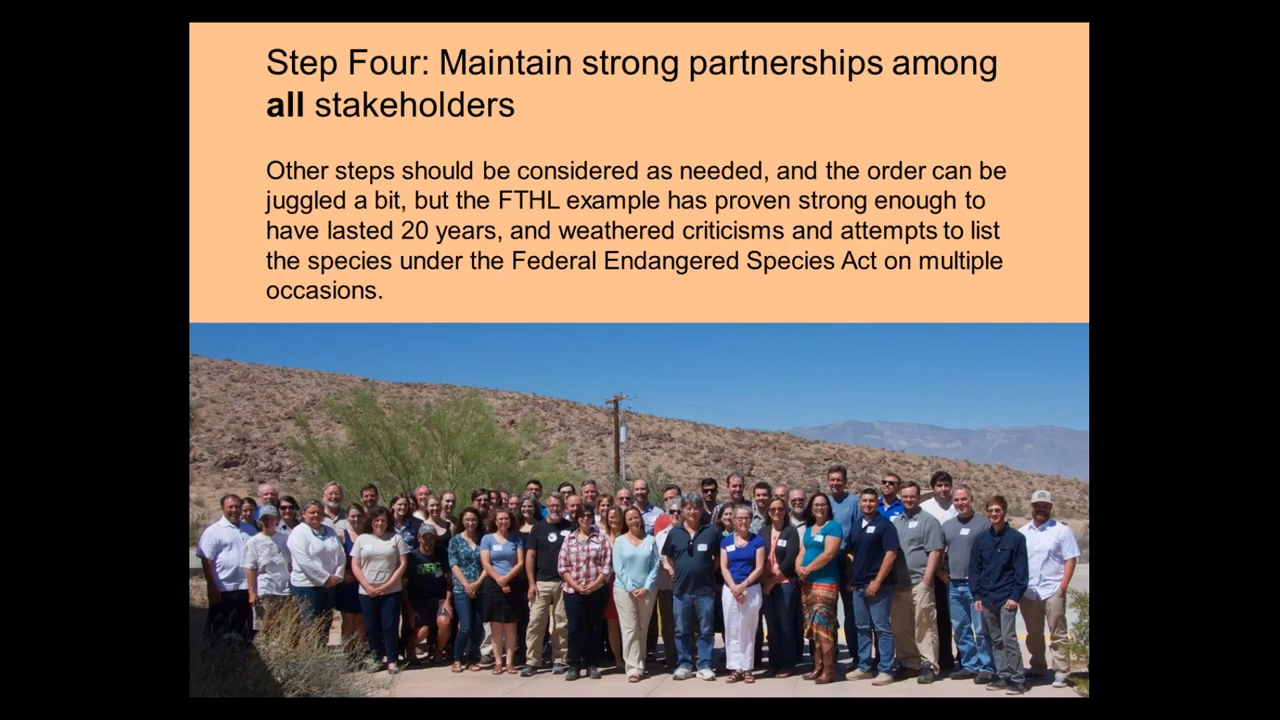 Step Four: Maintain strong partnerships among
all stakeholders
Other steps should be considered as needed, and the order can be
juggled a bit, but the FTHL example has proven strong enough to
have lasted 20 years, and weathered criticisms and attempts to list
the species under the Federal Endangered Species Act on multiple
occasions.